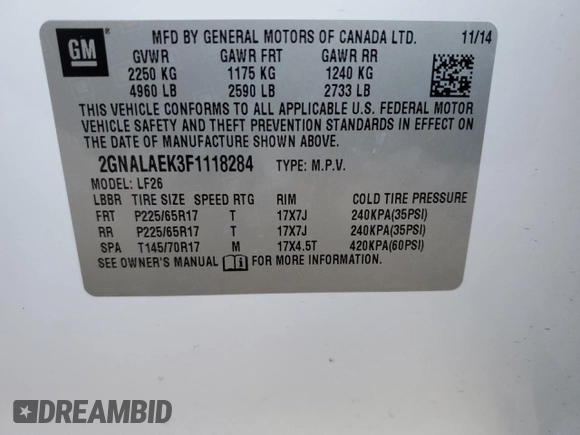 GM
MFD BY GENERAL MOTORS OF CANADA LTD. 11/14
GVWR GAWR FRT GAWR RR
2250 KG 1175 KG 1240 KG
4960 LB 2590 LB 2733 LB
THIS VEHICLE CONFORMS TO ALL APPLICABLE U.S. FEDERAL MOTOR
VEHICLE SAFETY AND THEFT PREVENTION STANDARDS IN EFFECT ON
THE DATE OF MANUFACTURE SHOWN ABOVE.
2GNALAEK3F1118284 TYPE: M.P.V.
MODEL: LF26
LBBR TIRE SIZE SPEED RTG RIM COLD TIRE PRESSURE
FRT P225/65R17 T 17X7J 240KPA(35PSI)
RR P225/65R17 T 17X7J 240KPA(35PSI)
SPA T145/70R17 M 17X4.5T 420KPA(60PSI)
SEE OWNER'S MANUAL FOR MORE INFORMATION.
DREAMBID